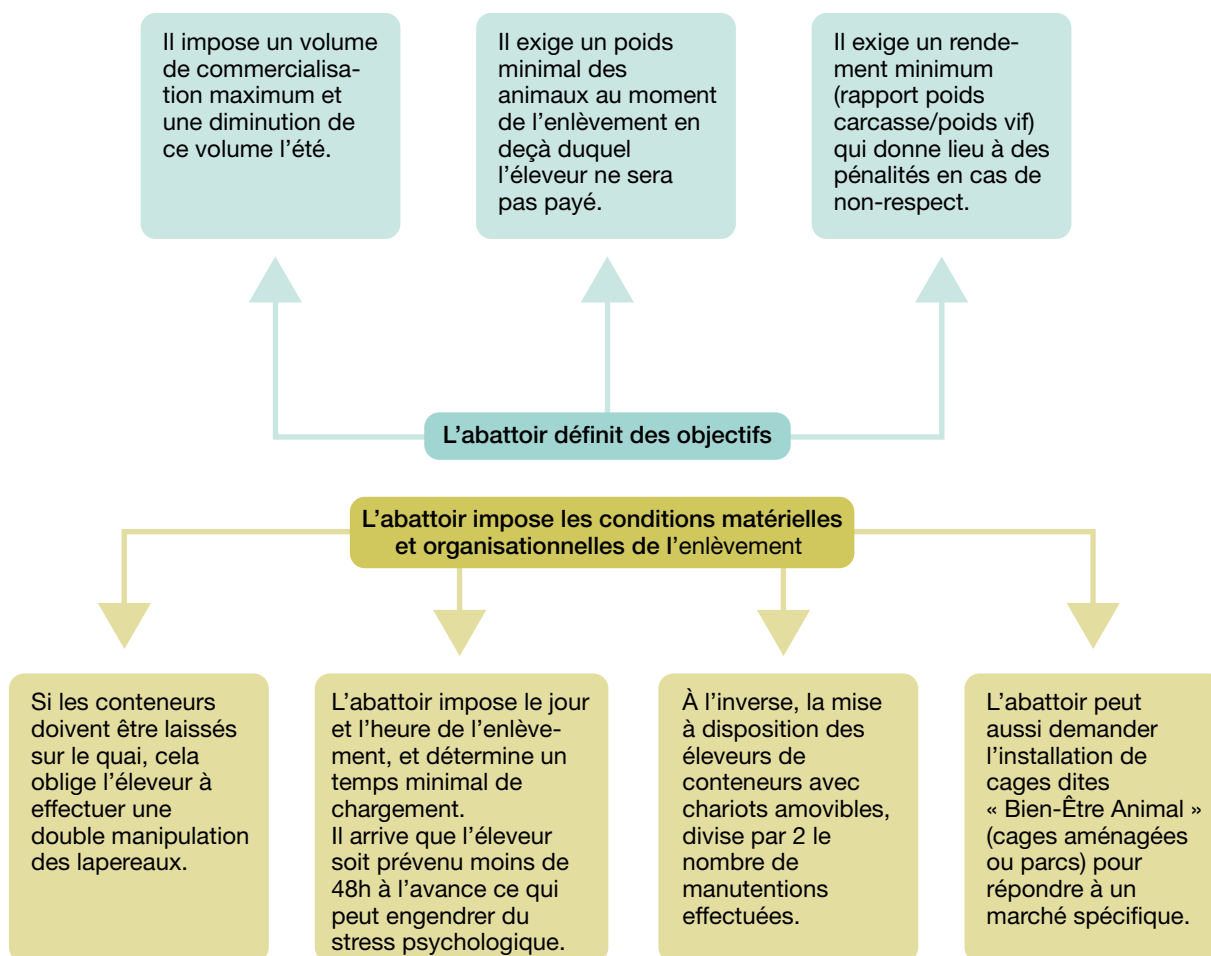 Il impose un volume
de commercialisa-
tion maximum et
une diminution de
ce volume l’été.
Il exige un poids
minimal des
animaux au moment
de l’enlèvement en
deçà duquel
l’éleveur ne sera
pas payé.
Il exige un rende-
ment minimum
(rapport poids
carcasse/poids vif)
qui donne lieu à des
pénalités en cas de
non-respect.
L’abattoir définit des objectifs
L’abattoir impose les conditions matérielles
et organisationnelles de l’enlèvement
Si les conteneurs
doivent être laissés
sur le quai, cela
oblige l’éleveur à
effectuer une
double manipulation
des lapereaux.
L’abattoir impose le jour
et l’heure de l’enlève-
ment, et détermine un
temps minimal de
chargement.
Il arrive que l’éleveur
soit prévenu moins de
48h à l’avance ce qui
peut engendrer du
stress psychologique.
À l’inverse, la mise
à disposition des
éleveurs de
conteneurs avec
chariots amovibles,
divise par 2 le
nombre de
manutentions
effectuées.
L’abattoir peut
aussi demander
l’installation de
cages dites
« Bien-Être Animal »
(cages aménagées
ou parcs) pour
répondre à un
marché spécifique.